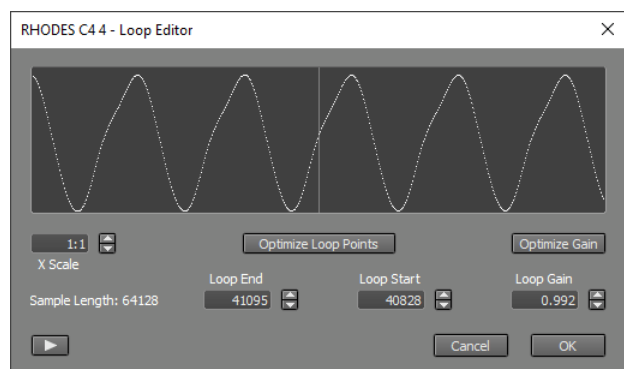 RHODES C4 4 - Loop Editor
1:1
Optimize Loop Points
Optimize Gain
X Scale
Loop End
Loop Start
Loop Gain
Sample Length: 64128
41095
40828
0.992
Cancel
OK